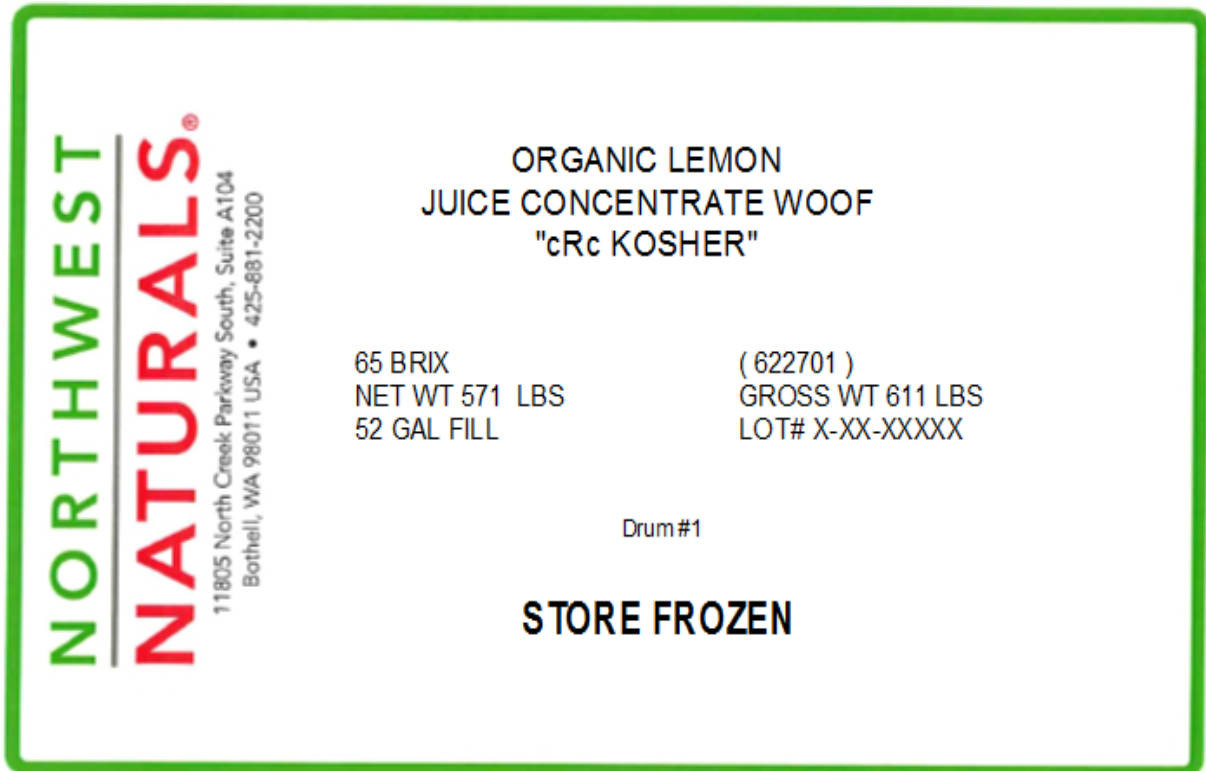 NORTHWEST
NATURALS®
11805 North Creek Parkway South, Suite A104
Bothell, WA 98011 USA • 425-881-2200
ORGANIC LEMON
JUICE CONCENTRATE WOOF
"cRc KOSHER"
65 BRIX
NET WT 571 LBS
52 GAL FILL
( 622701 )
GROSS WT 611 LBS
LOT# X-XX-XXXXX
Drum #1
STORE FROZEN